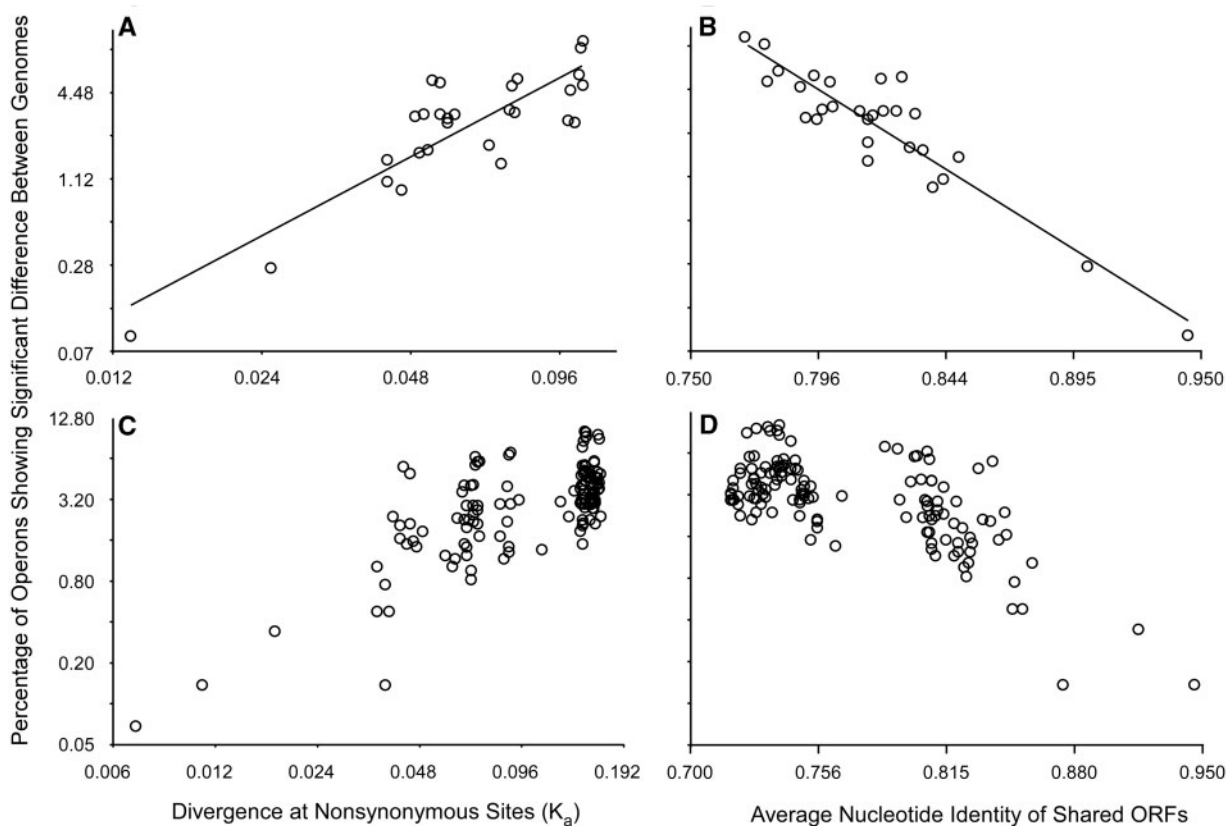 A
B
Percentage of Operons Showing Significant Difference Between Genomes
4.48
1.12
0.28
0.07
0.012 0.024 0.048 0.096
0.750 0.796 0.844 0.895 0.950
C
D
12.80
3.20
0.80
0.20
0.05
0.006 0.012 0.024 0.048 0.096 0.192
0.700 0.756 0.815 0.880 0.950
Divergence at Nonsynonymous Sites (Ka)
Average Nucleotide Identity of Shared ORFs